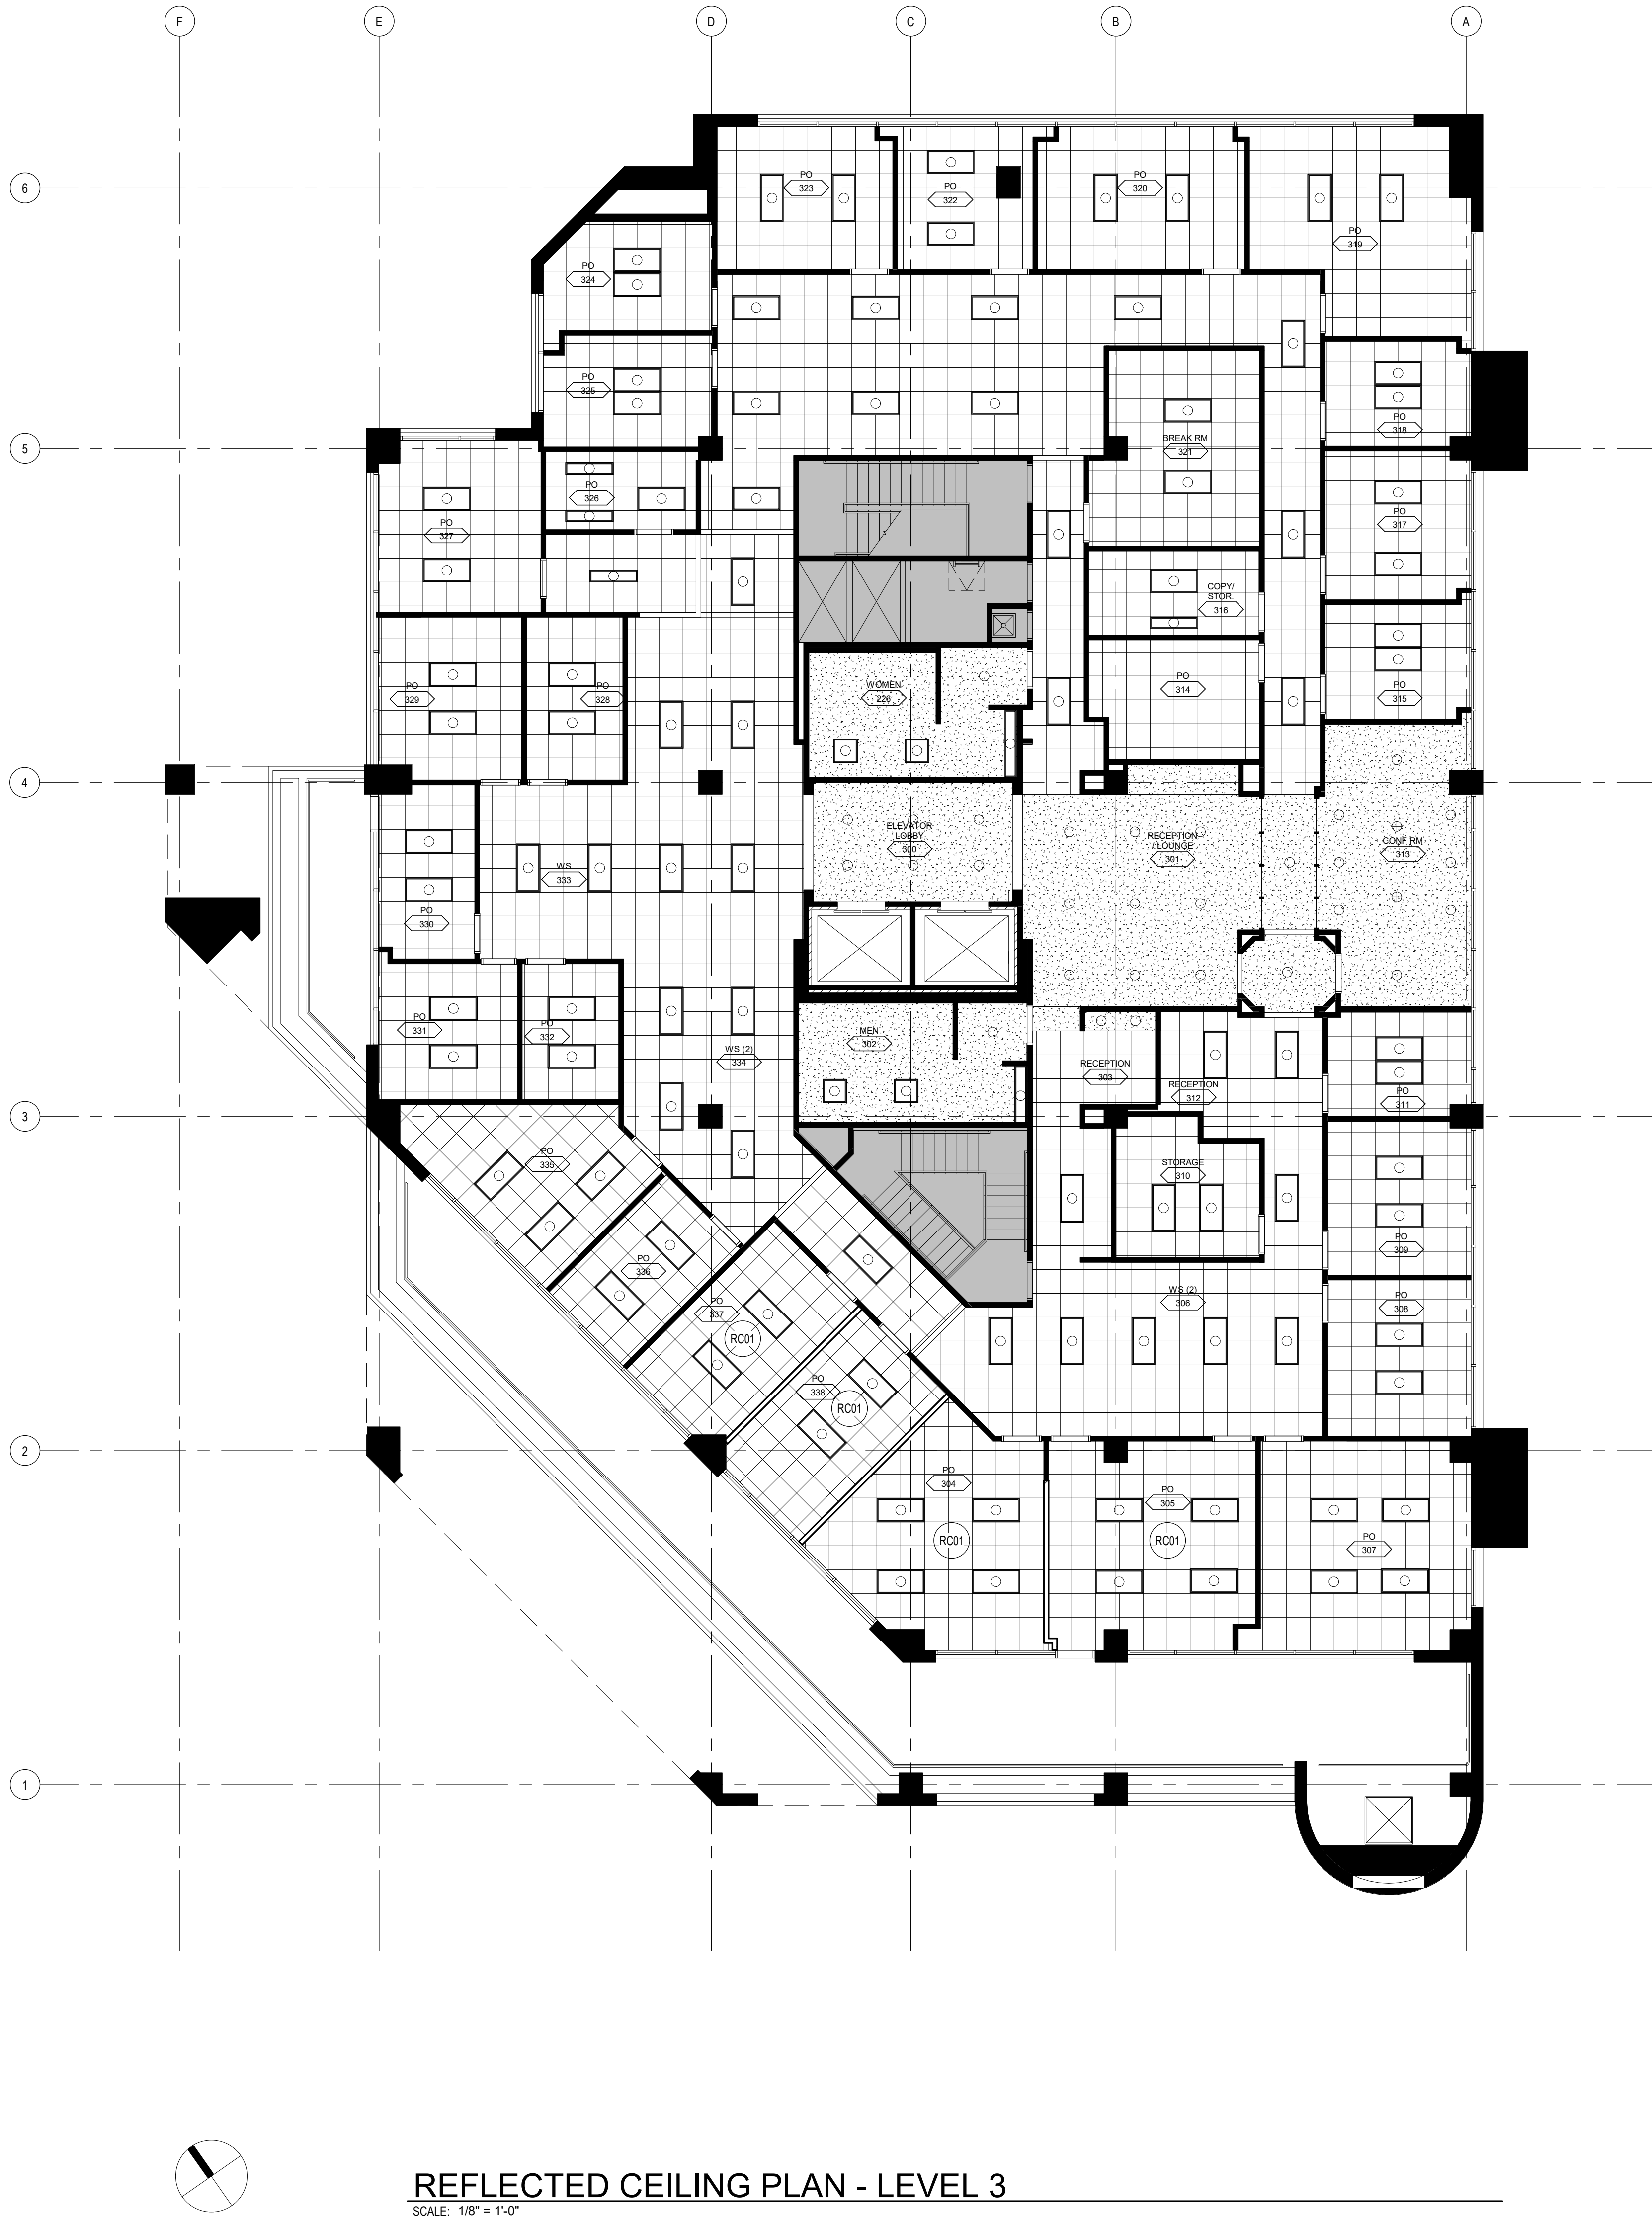 F
E
D
C
B
A
6
PO
323
PO
322
PO
320
PO
319
PO
324
PO
325
PO
318
5
BREAK RM
321
PO
326
PO
327
PO
317
COPY/
STOR.
316
PO
314
PO
315
PO
329
PO
328
WOMEN
226
4
ELEVATOR
LOBBY
300
RECEPTION
/ LOUNGE
301
CONF RM
313
WS
333
PO
330
PO
331
PO
332
MEN
302
WS (2)
334
RECEPTION
303
RECEPTION
312
PO
311
3
PO
335
STORAGE
310
PO
309
PO
336
WS (2)
306
PO
308
PO
337
RC01
PO
338
RC01
2
PO
304
RC01
PO
305
RC01
PO
307
1
REFLECTED CEILING PLAN - LEVEL 3
SCALE: 1/8" = 1'-0"